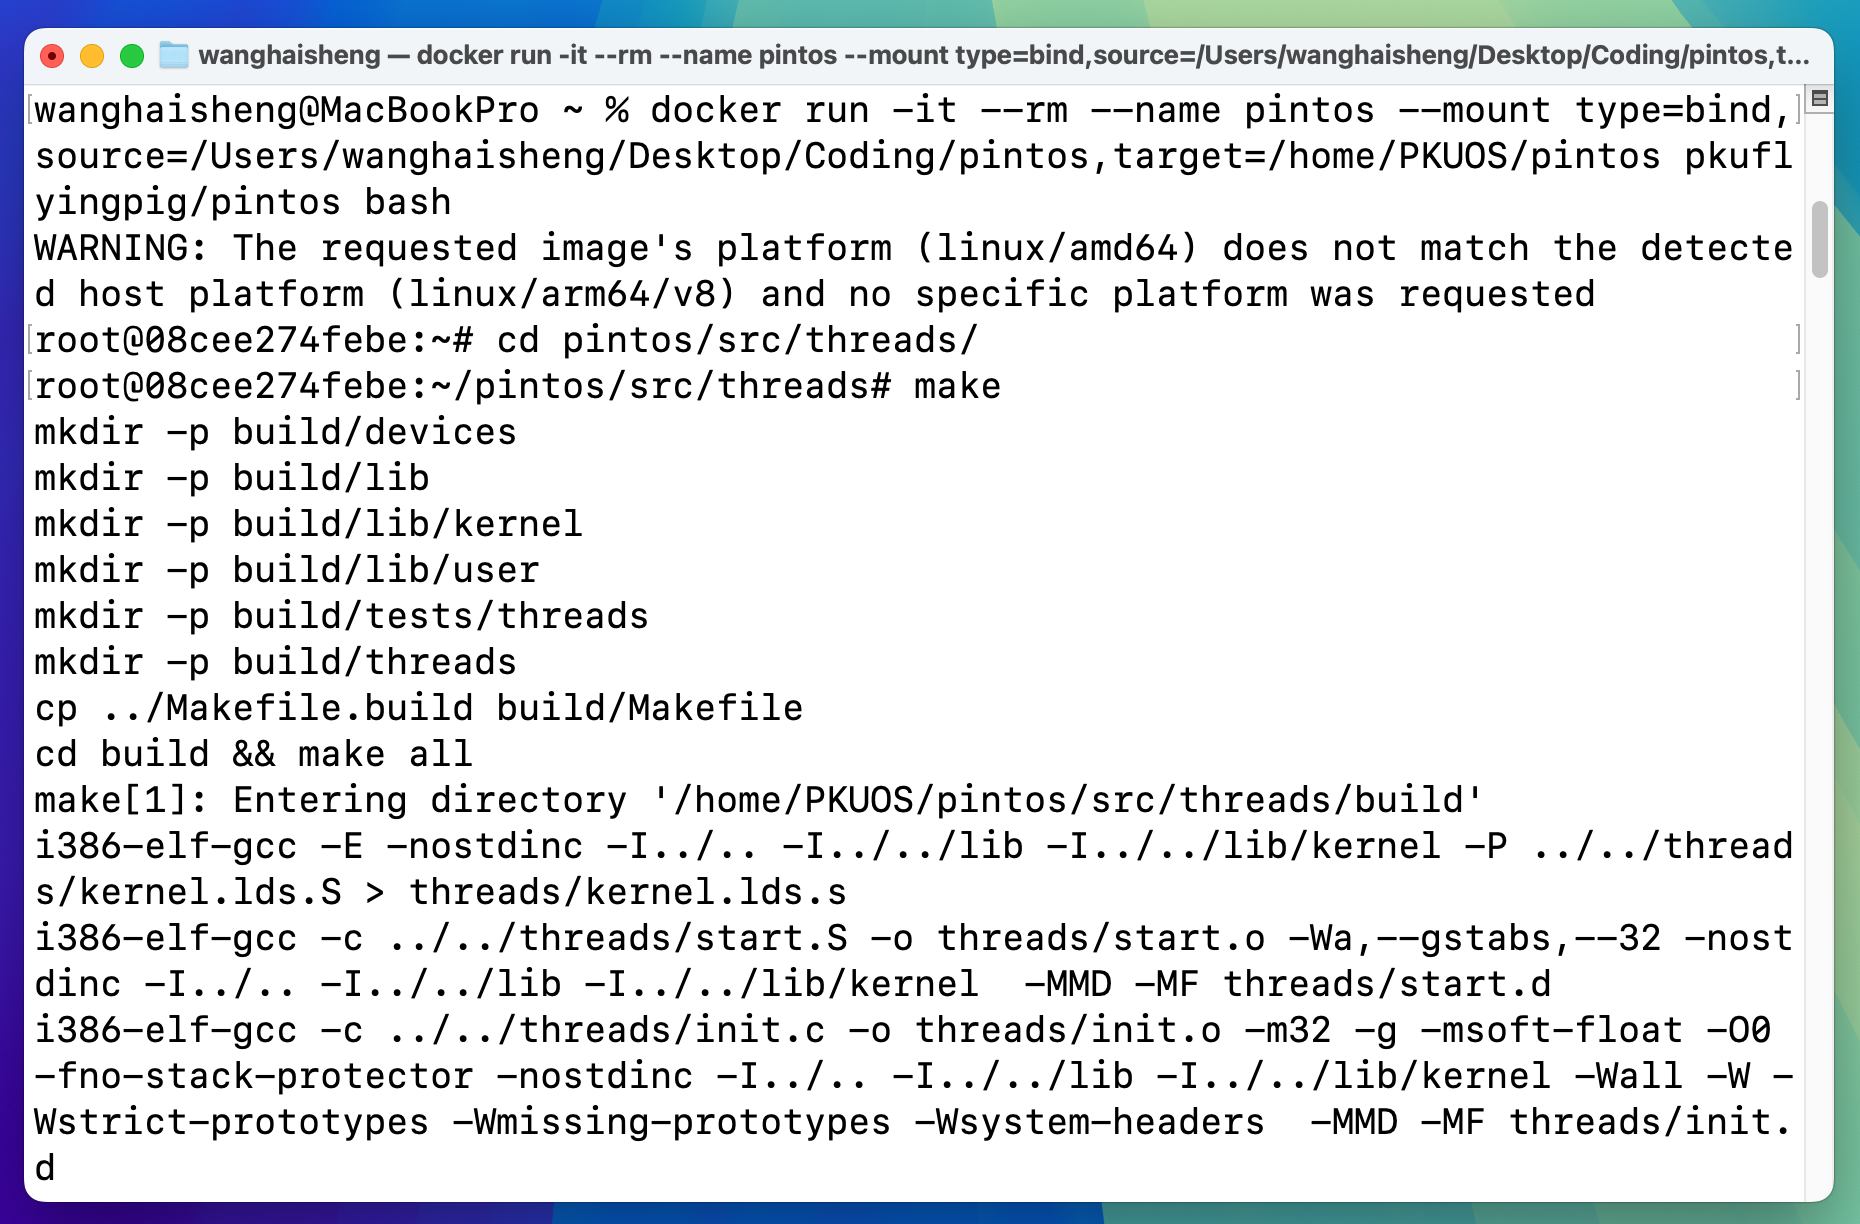 wanghaisheng — docker run -it --rm --name pintos --mount type=bind,source=/Users/wanghaisheng/Desktop/Coding/pintos,t...
[wanghaisheng@MacBookPro ~ % docker run -it --rm --name pintos --mount type=bind,]
source=/Users/wanghaisheng/Desktop/Coding/pintos,target=/home/PKUOS/pintos pkufl
yingpig/pintos bash
WARNING: The requested image's platform (linux/amd64) does not match the detecte
d host platform (linux/arm64/v8) and no specific platform was requested
[root@08cee274febe:~# cd pintos/src/threads/ ]
[root@08cee274febe:~/pintos/src/threads# make ]
mkdir -p build/devices
mkdir -p build/lib
mkdir -p build/lib/kernel
mkdir -p build/lib/user
mkdir -p build/tests/threads
mkdir -p build/threads
cp ../Makefile.build build/Makefile
cd build && make all
make[1]: Entering directory '/home/PKUOS/pintos/src/threads/build'
i386-elf-gcc -E -nostdinc -I../.. -I../../lib -I../../lib/kernel -P ../../thread
s/kernel.lds.S > threads/kernel.lds.s
i386-elf-gcc -c ../../threads/start.S -o threads/start.o -Wa,--gstabs,--32 -nost
dinc -I../.. -I../../lib -I../../lib/kernel  -MMD -MF threads/start.d
i386-elf-gcc -c ../../threads/init.c -o threads/init.o -m32 -g -msoft-float -O0
-fno-stack-protector -nostdinc -I../.. -I../../lib -I../../lib/kernel -Wall -W -
Wstrict-prototypes -Wmissing-prototypes -Wsystem-headers  -MMD -MF threads/init.
d